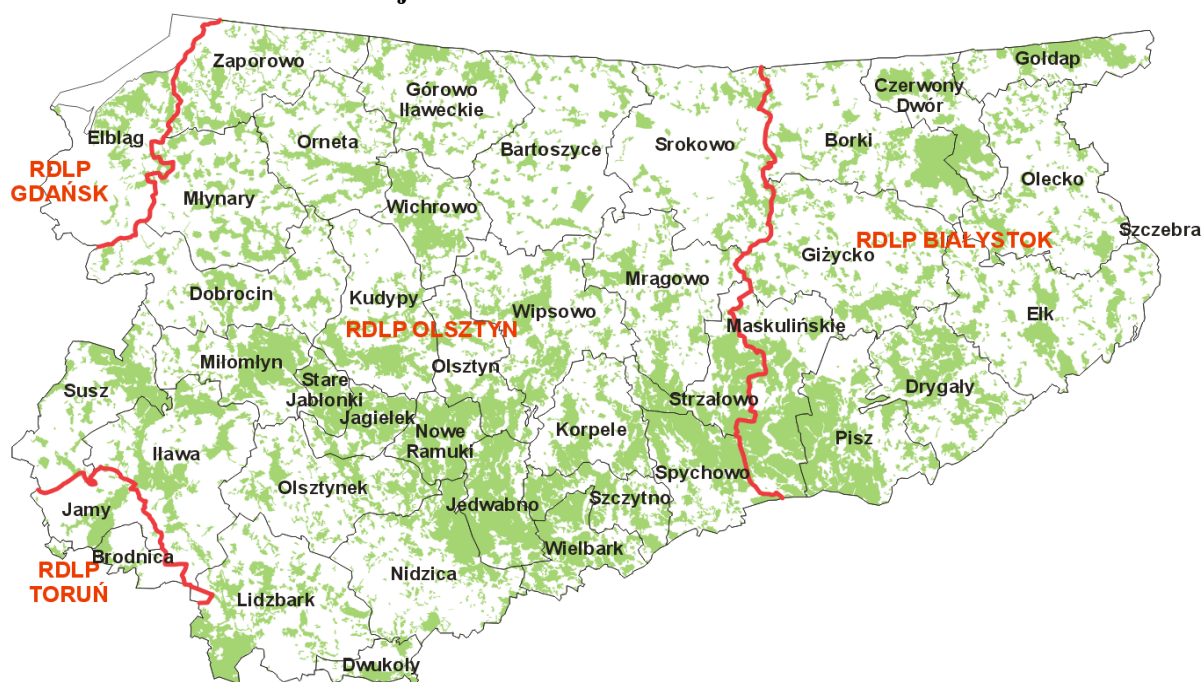 Zaporowo
Gołdap
Czerwony
Dwór
Górowo
Iławeckie
Elbląg
Orneta
Bartoszyce
Srokowo
Borki
RDLP
GDAŃSK
Młynary
Wichrowo
Olecko
Szczebra
RDLP BIAŁYSTOK
Giżycko
Mrągowo
Dobrocin
Kudypy
Wipsowo
Ełk
RDLP OLSZTYN
Maskulińskie
Miłomłyn
Olsztyn
Susz
Stare
Jabłonki
Jagiełek
Strzałowo
Drygały
Nowe
Ramuki
Korpele
Pisz
Iława
Spychowo
Olsztynek
Szczytno
Jedwabno
Jamy
Wielbark
Brodnica
RDLP
TORUŃ
Nidzica
Lidzbark
Dwukoły